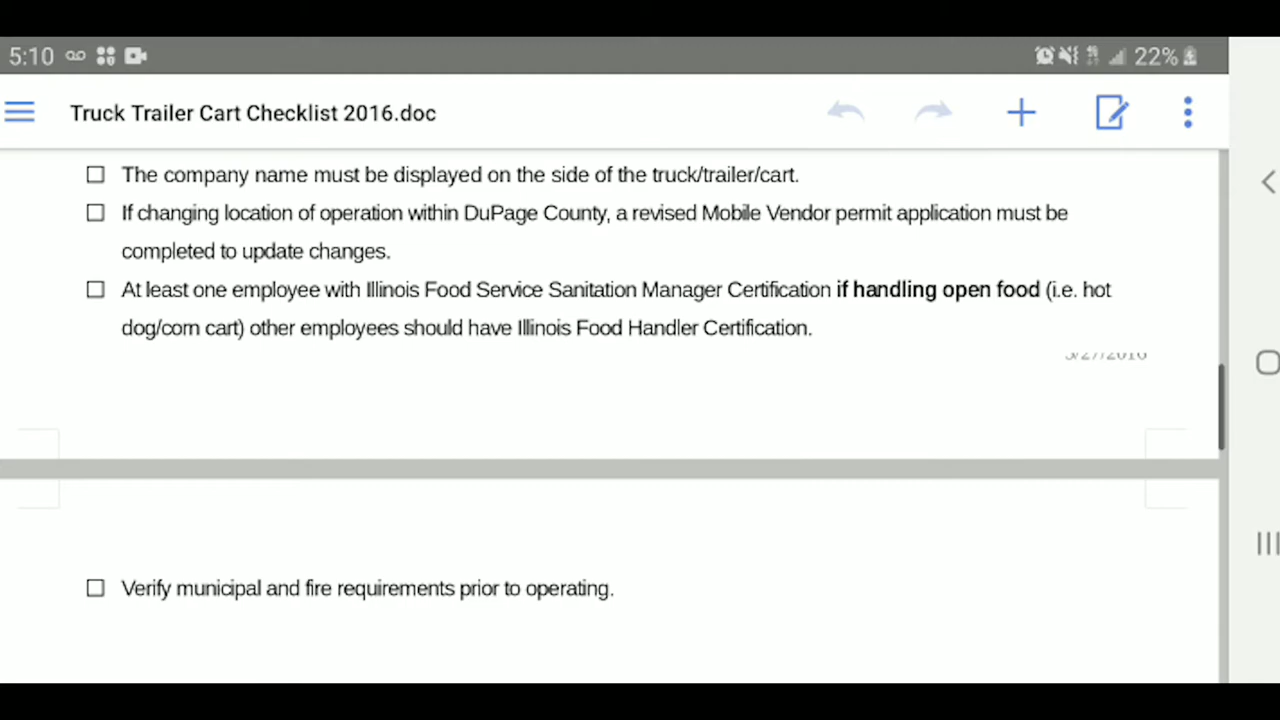 5:10
22%
Truck Trailer Cart Checklist 2016.doc
The company name must be displayed on the side of the truck/trailer/cart.
If changing location of operation within DuPage County, a revised Mobile Vendor permit application must be
completed to update changes.
At least one employee with Illinois Food Service Sanitation Manager Certification if handling open food (i.e. hot
dog/corn cart) other employees should have Illinois Food Handler Certification.
Verify municipal and fire requirements prior to operating.